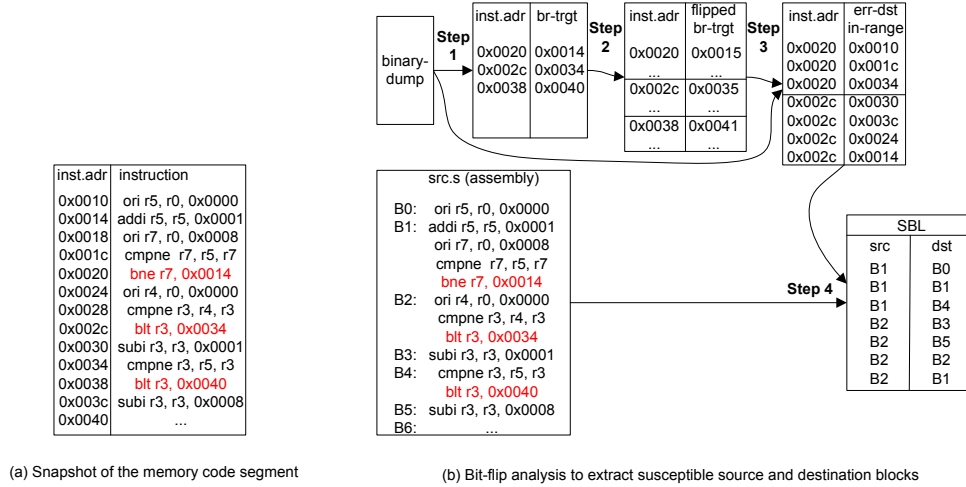 inst.adr br-trgt
0x0020 0x0014
0x002c 0x0034
0x0038 0x0040
inst.adr flipped
br-trgt
0x0020 0x0015
... ...
0x002c 0x0035
... ...
0x0038 0x0041
... ...
inst.adr err-dst
in-range
0x0020 0x0010
0x0020 0x001c
0x0020 0x0034
0x002c 0x0030
0x002c 0x003c
0x002c 0x0024
0x002c 0x0014
Step
1
Step
2
Step
3
binary-
dump
inst.adr instruction
0x0010 ori r5, r0, 0x0000
0x0014 addi r5, r5, 0x0001
0x0018 ori r7, r0, 0x0008
0x001c cmpne r7, r5, r7
0x0020 bne r7, 0x0014
0x0024 ori r4, r0, 0x0000
0x0028 cmpne r3, r4, r3
0x002c blt r3, 0x0034
0x0030 subi r3, r3, 0x0001
0x0034 cmpne r3, r5, r3
0x0038 blt r3, 0x0040
0x003c subi r3, r3, 0x0008
0x0040 ...
src.s (assembly)
B0: ori r5, r0, 0x0000
B1: addi r5, r5, 0x0001
ori r7, r0, 0x0008
cmpne r7, r5, r7
bne r7, 0x0014
B2: ori r4, r0, 0x0000
cmpne r3, r4, r3
blt r3, 0x0034
B3: subi r3, r3, 0x0001
B4: cmpne r3, r5, r3
blt r3, 0x0040
B5: subi r3, r3, 0x0008
B6: ...
Step 4
SBL
src dst
B1 B0
B1 B1
B1 B4
B2 B3
B2 B5
B2 B2
B2 B1
(a) Snapshot of the memory code segment
(b) Bit-flip analysis to extract susceptible source and destination blocks